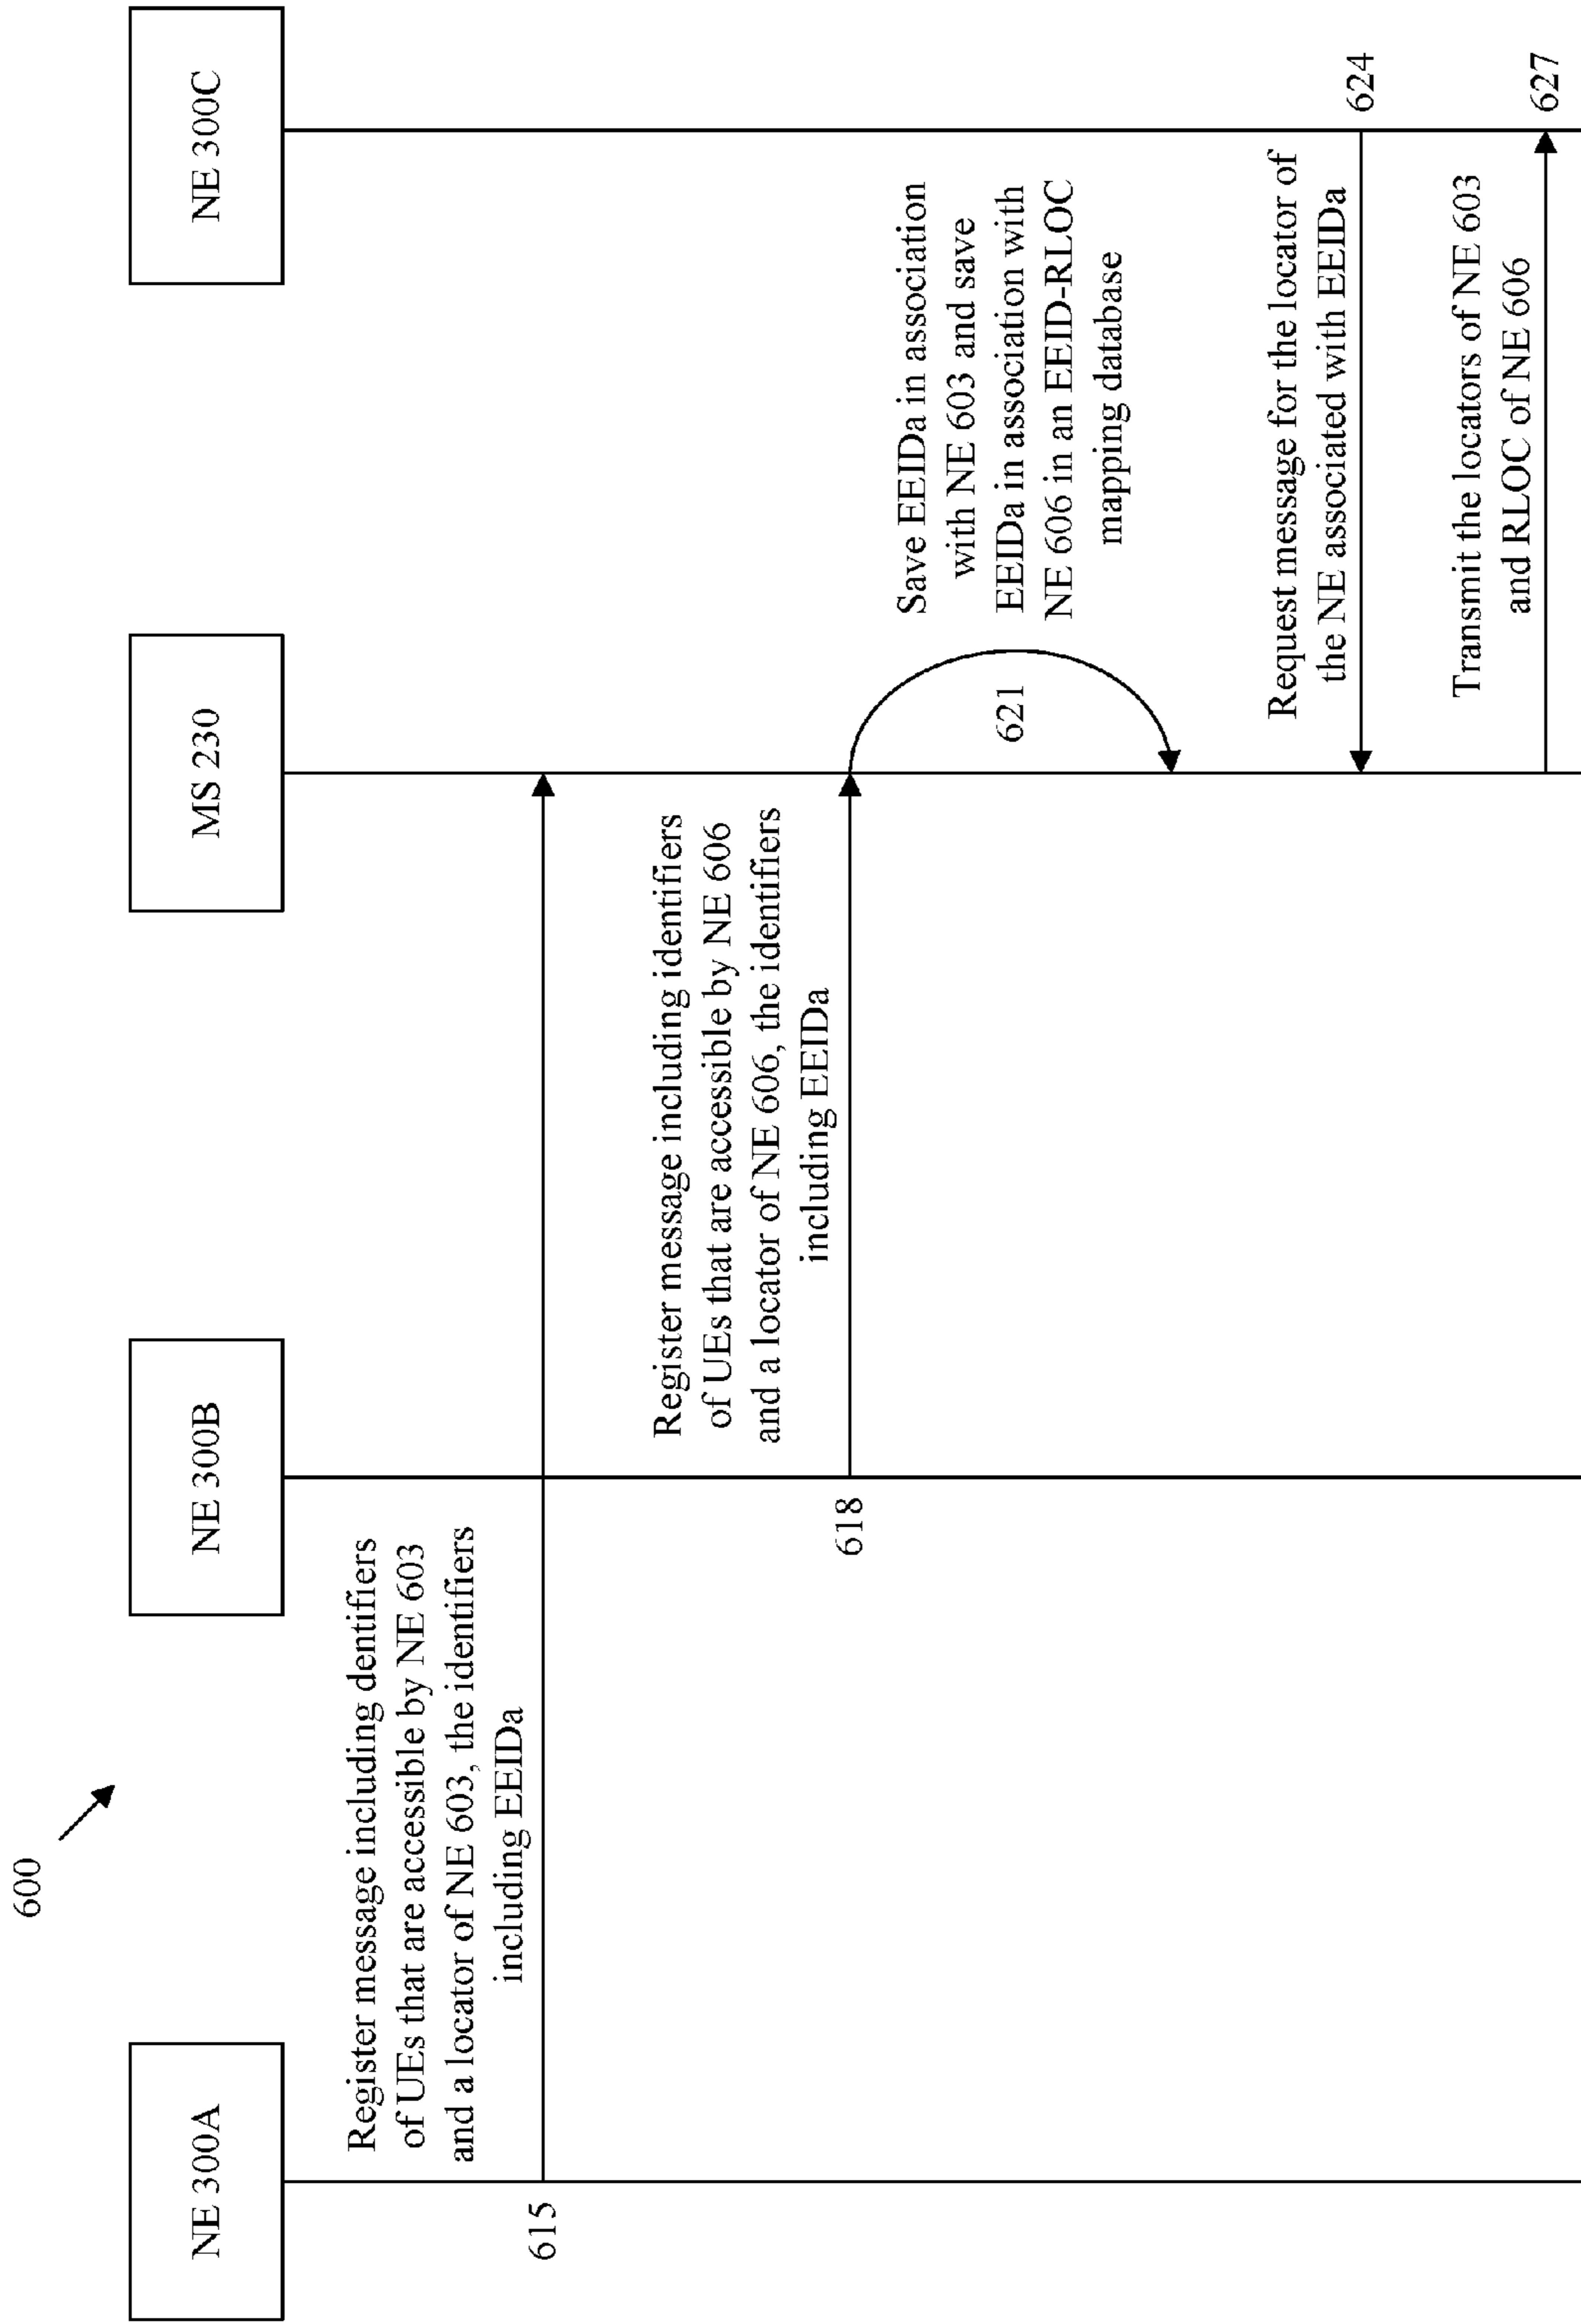 600
NE 300A
NE 300B
MS 230
NE 300C
Register message including dentifiers
of UEs that are accessible by NE 603
and a locator of NE 603, the identifiers
including EEIDa
615
Register message including identifiers
of UEs that are accessible by NE 606
and a locator of NE 606, the identifiers
including EEIDa
618
621
Save EEIDa in association
with NE 603 and save
EEIDa in association with
NE 606 in an EEID-RLOC
mapping database
Request message for the locator of
the NE associated with EEIDa
624
Transmit the locators of NE 603
and RLOC of NE 606
627